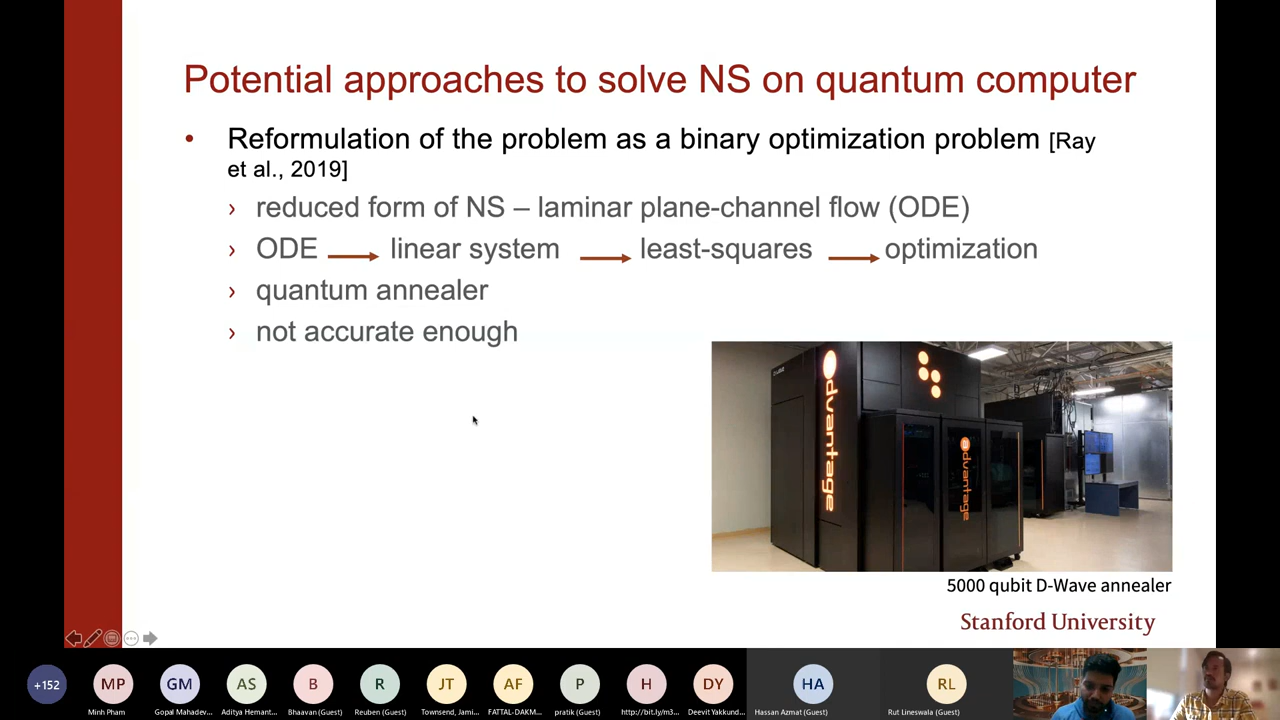 Potential approaches to solve NS on quantum computer
• Reformulation of the problem as a binary optimization problem [Ray
et al., 2019]
› reduced form of NS – laminar plane-channel flow (ODE)
› ODE → linear system → least-squares → optimization
› quantum annealer
› not accurate enough
advantage
advantage
5000 qubit D-Wave annealer
Stanford University
+152
MP
GM
AS
B
R
JT
AF
P
H
DY
HA
RL
Minh Pham
Gopal Mahadev...
Aditya Hemant...
Bhaavan (Guest)
Reuben (Guest)
Townsend, Jami...
FATTAL-DAKM...
pratik (Guest)
http://bit.ly/m3...
Deevit Yakkund...
Hassan Azmat (Guest)
Rut Lineswala (Guest)